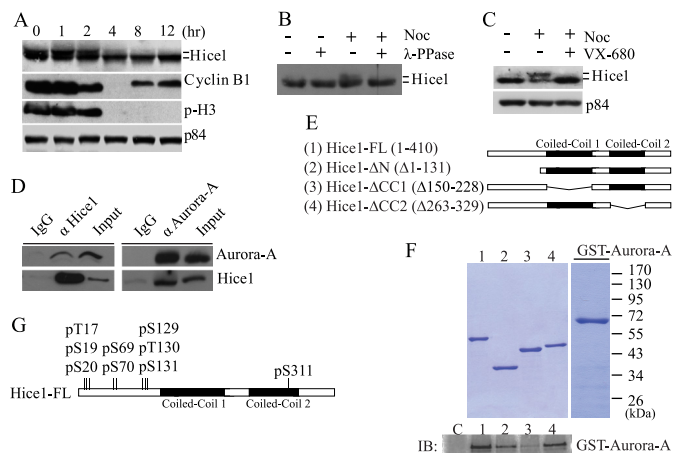 A
0 1 2 4 8 12 (hr)
Hice1
Cyclin B1
p-H3
p84
B
- - + + Noc
- + - + λ-PPase
Hice1
C
- + + Noc
- - + VX-680
Hice1
p84
D
IgG α Hice1 Input IgG α Aurora-A Input
Aurora-A
Hice1
E
Coiled-Coil 1 Coiled-Coil 2
(1) Hice1-FL (1-410)
(2) Hice1-ΔN (Δ1-131)
(3) Hice1-ΔCC1 (Δ150-228)
(4) Hice1-ΔCC2 (Δ263-329)
F
1 2 3 4 GST-Aurora-A
170
130
95
72
55
43
34
26
(kDa)
C 1 2 3 4
IB: GST-Aurora-A
G
pT17 pS129
pS19 pS69 pT130
pS20 pS70 pS131 pS311
Hice1-FL
Coiled-Coil 1 Coiled-Coil 2